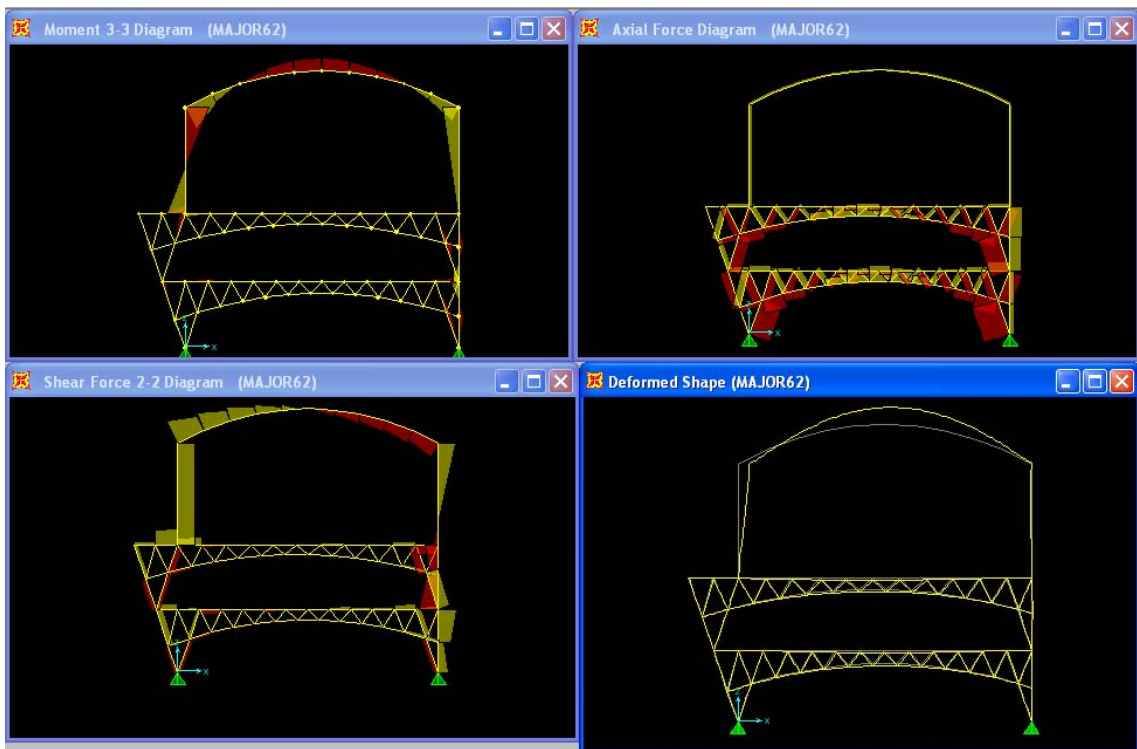 Moment 3-3 Diagram (MAJOR62)
Axial Force Diagram (MAJOR62)
Z
X
Z
X
Shear Force 2-2 Diagram (MAJOR62)
Deformed Shape (MAJOR62)
Z
X
Z
X